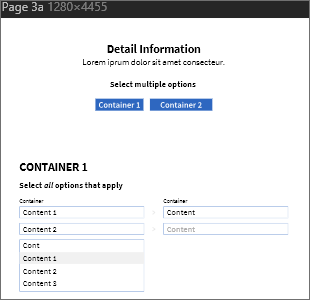 Page 3a 1280×4455
Detail Information
Lorem iprum dolor sit amet consecteur.
Select multiple options
Container 1 Container 2
CONTAINER 1
Select all options that apply
Container Container
Content 1 Content
Content 2 Content
Cont
Content 1
Content 2
Content 3